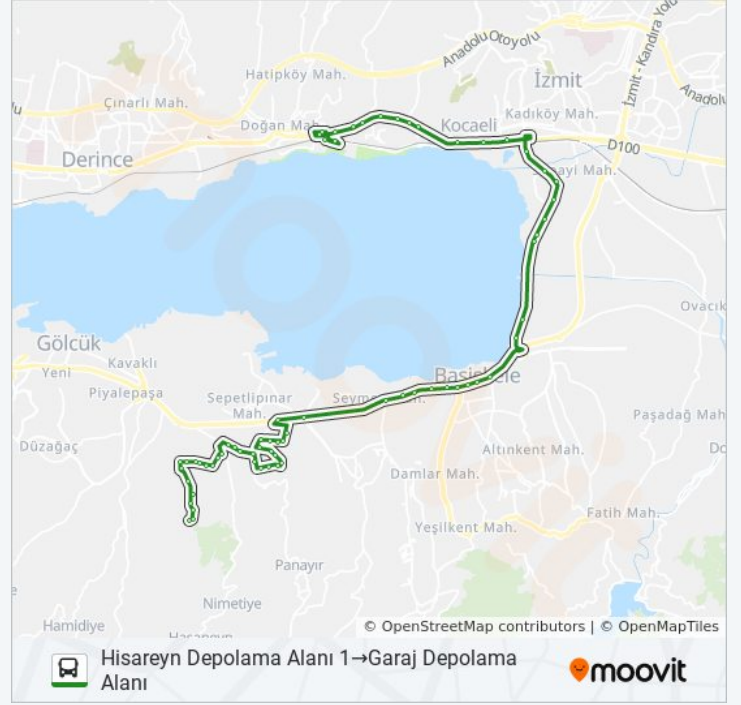 Anadolu Otoyolu
İzmit - Kandıra Yolu
Hatipköy Mah.
İzmit
Anadolu
Çınarlı Mah.
Doğan Mah.
Kocaeli
Kadıköy Mah.
D100
Derince
Sanayi Mah.
Ovacık
Gölcük
Yeni
Kavaklı
Piyalepaşa
Başiskele
Sepetlipınar
Mah.
Düzağaç
Paşadağ Mah
Altınkent Mah.
Damlar Mah.
Fatih Mah.
Yeşilkent Mah.
Panayır
Nimetiye
Hamidiye
© OpenStreetMap contributors | © OpenMapTiles
Hisareyn Depolama Alanı 1→Garaj Depolama
Alanı
moovit